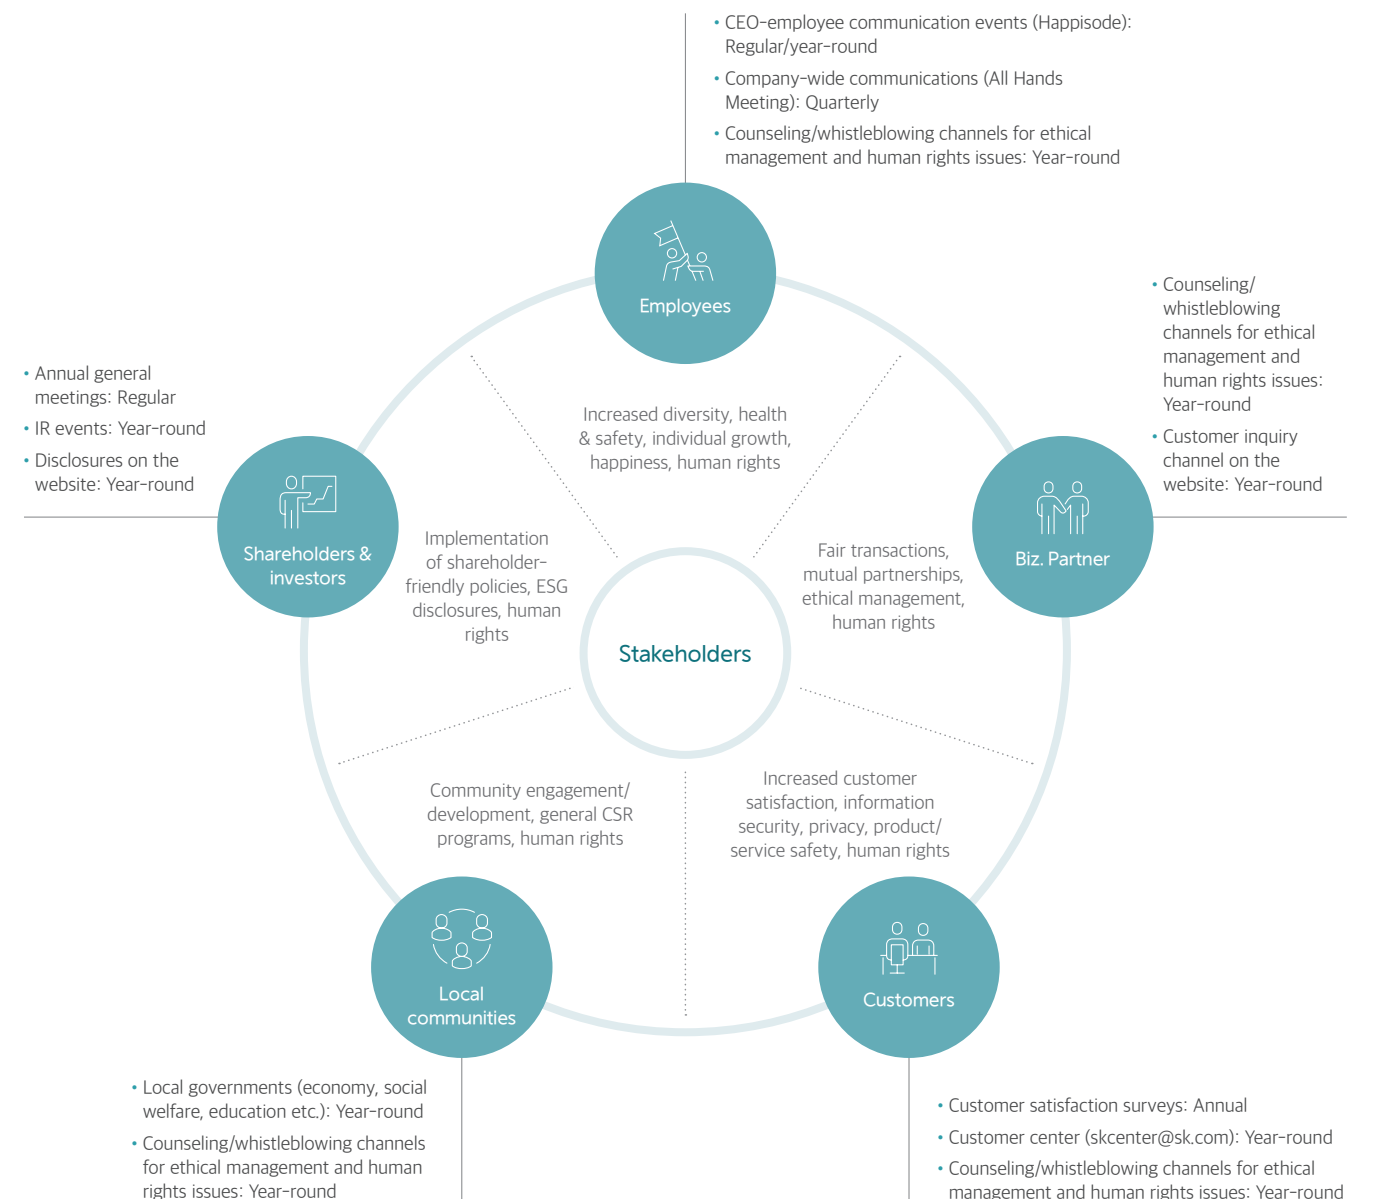 • CEO-employee communication events (Happisode):
Regular/year-round
• Company-wide communications (All Hands
Meeting): Quarterly
• Counseling/whistleblowing channels for ethical
management and human rights issues: Year-round
Employees
Increased diversity, health
& safety, individual growth,
happiness, human rights
• Counseling/
whistleblowing
channels for ethical
management and
human rights issues:
Year-round
• Customer inquiry
channel on the
website: Year-round
Biz. Partner
Fair transactions,
mutual partnerships,
ethical management,
human rights
• Annual general
meetings: Regular
• IR events: Year-round
• Disclosures on the
website: Year-round
Shareholders &
investors
Implementation
of shareholder-
friendly policies, ESG
disclosures, human
rights
Stakeholders
Community engagement/
development, general CSR
programs, human rights
Local
communities
• Local governments (economy, social
welfare, education etc.): Year-round
• Counseling/whistleblowing channels
for ethical management and human
rights issues: Year-round
Increased customer
satisfaction, information
security, privacy, product/
service safety, human rights
Customers
• Customer satisfaction surveys: Annual
• Customer center (skcenter@sk.com): Year-round
• Counseling/whistleblowing channels for ethical
management and human rights issues: Year-round